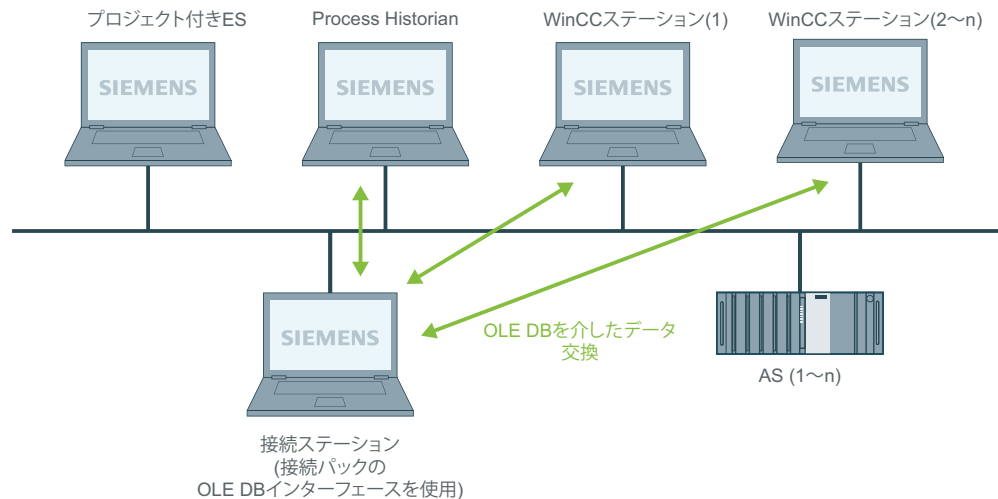 プロジェクト付きES
Process Historian
WinCCステーション(1)
WinCCステーション(2～n)
SIEMENS
SIEMENS
SIEMENS
SIEMENS
SIEMENS
OLE DBを介したデータ
交換
AS (1～n)
接続ステーション
(接続パックの
OLE DBインターフェースを使用)